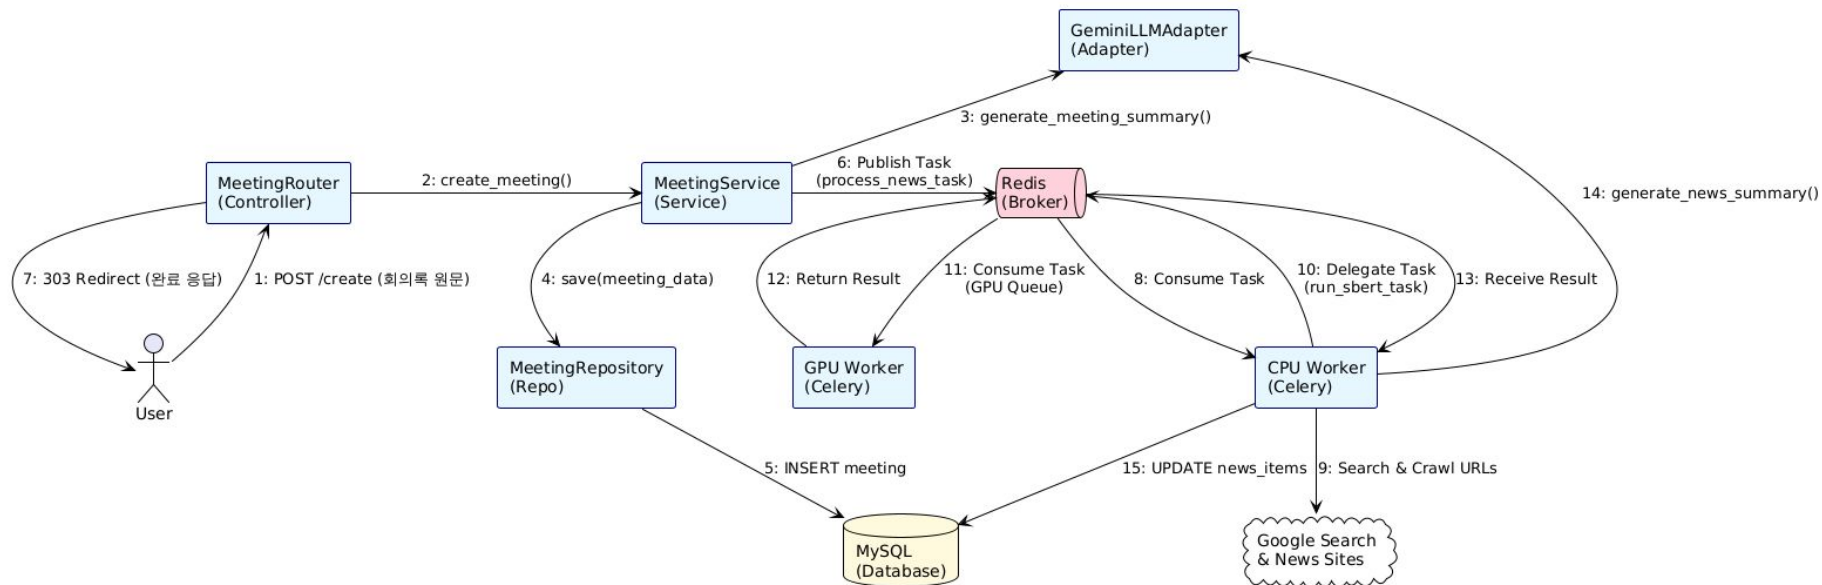 GeminiLLMAdapter
(Adapter)
3: generate_meeting_summary()
MeetingRouter
(Controller)
2: create_meeting()
MeetingService
(Service)
6: Publish Task
(process_news_task)
Redis
(Broker)
14: generate_news_summary()
7: 303 Redirect (완료 응답)
1: POST /create (회의록 원문)
4: save(meeting_data)
12: Return Result
11: Consume Task
(GPU Queue)
8: Consume Task
10: Delegate Task
(run_sbert_task)
13: Receive Result
User
MeetingRepository
(Repo)
GPU Worker
(Celery)
CPU Worker
(Celery)
5: INSERT meeting
15: UPDATE news_items
9: Search & Crawl URLs
MySQL
(Database)
Google Search
& News Sites